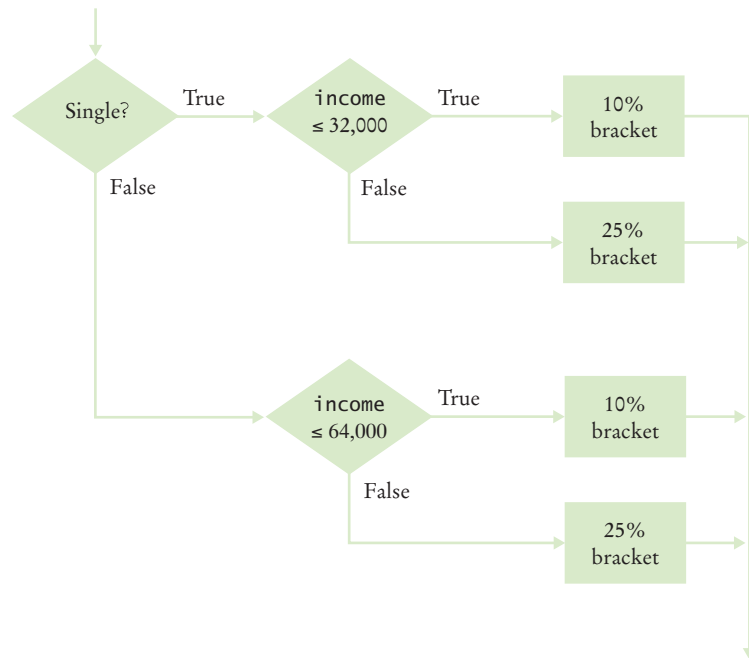 Single?
True
income
≤ 32,000
True
10%
bracket
False
False
25%
bracket
income
≤ 64,000
True
10%
bracket
False
25%
bracket